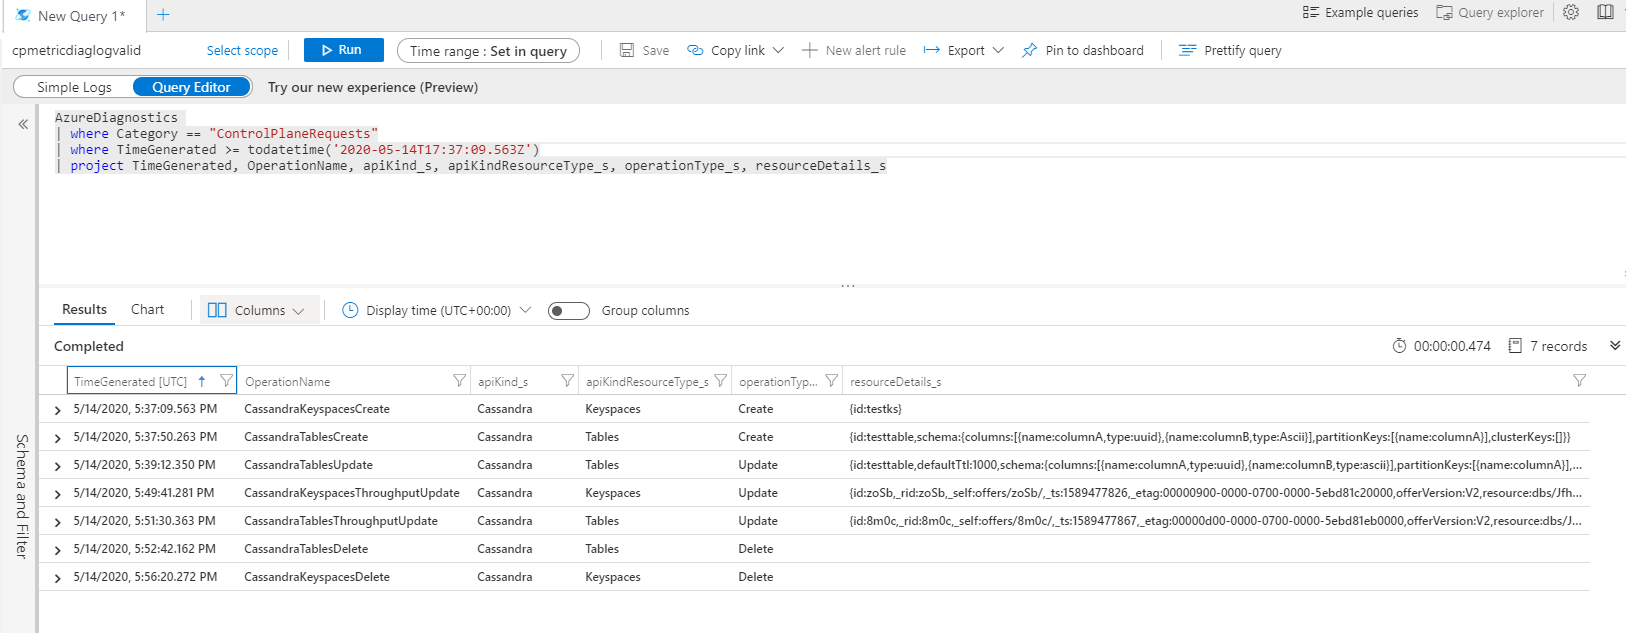 New Query 1*
Example queries
Query explorer
cpmetricdiaglogvalid
Select scope
Run
Time range : Set in query
Save
Copy link
New alert rule
Export
Pin to dashboard
Prettify query
Simple Logs
Query Editor
Try our new experience (Preview)
AzureDiagnostics
| where Category == "ControlPlaneRequests"
| where TimeGenerated >= todatetime('2020-05-14T17:37:09.563Z')
| project TimeGenerated, OperationName, apiKind_s, apiKindResourceType_s, operationType_s, resourceDetails_s
Schema and Filter
Results
Chart
Columns
Display time (UTC+00:00)
Group columns
Completed
00:00:00.474
7 records
TimeGenerated [UTC] OperationName apiKind_s apiKindResourceType_s operationTyp... resourceDetails_s
5/14/2020, 5:37:09.563 PM CassandraKeyspacesCreate Cassandra Keyspaces Create {id:testks}
5/14/2020, 5:37:50.263 PM CassandraTablesCreate Cassandra Tables Create {id:testtable,schema:{columns:[{name:columnA,type:uuid},{name:columnB,type:Ascii}],partitionKeys:[{name:columnA}],clusterKeys:[]}}
5/14/2020, 5:39:12.350 PM CassandraTablesUpdate Cassandra Tables Update {id:testtable,defaultTtl:1000,schema:{columns:[{name:columnA,type:uuid},{name:columnB,type:ascii}],partitionKeys:[{name:columnA}],...
5/14/2020, 5:49:41.281 PM CassandraKeyspacesThroughputUpdate Cassandra Keyspaces Update {id:zoSb,_rid:zoSb,_self:offers/zoSb/,_ts:1589477826,_etag:00000900-0000-0700-0000-5ebd81c20000,offerVersion:V2,resource:dbs/Jfh...
5/14/2020, 5:51:30.363 PM CassandraTablesThroughputUpdate Cassandra Tables Update {id:8m0c,_rid:8m0c,_self:offers/8m0c/,_ts:1589477867,_etag:00000d00-0000-0700-0000-5ebd81eb0000,offerVersion:V2,resource:dbs/J...
5/14/2020, 5:52:42.162 PM CassandraTablesDelete Cassandra Tables Delete
5/14/2020, 5:56:20.272 PM CassandraKeyspacesDelete Cassandra Keyspaces Delete